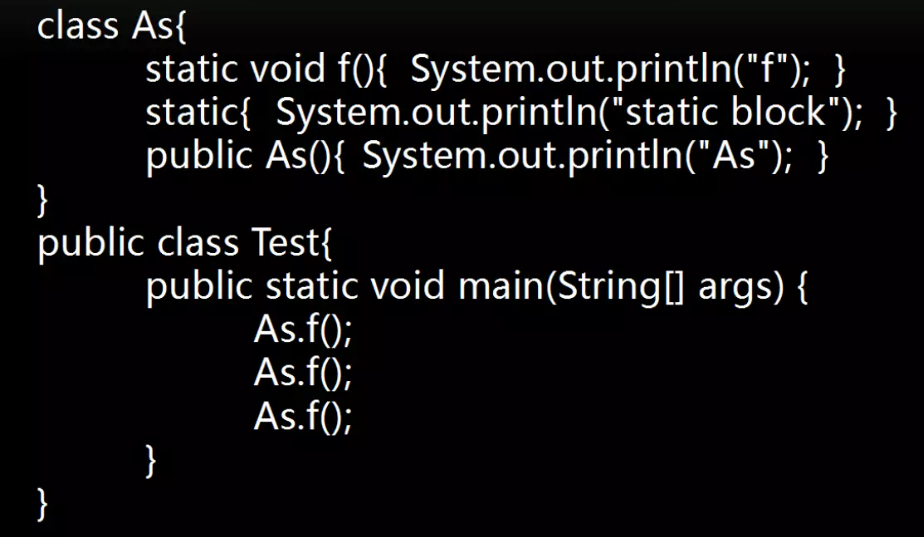 class As{
static void f(){  System.out.println("f");  }
static{  System.out.println("static block");  }
public As(){ System.out.println("As");  }
}
public class Test{
public static void main(String[] args) {
As.f();
As.f();
As.f();
}
}